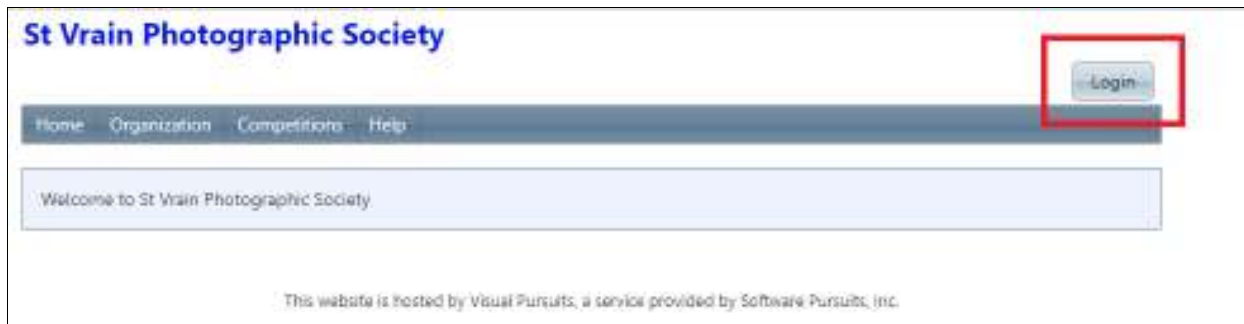 St Vrain Photographic Society
Login
Home Organization Competitions Help
Welcome to St Vrain Photographic Society
This website is hosted by Visual Pursuits, a service provided by Software Pursuits, Inc.